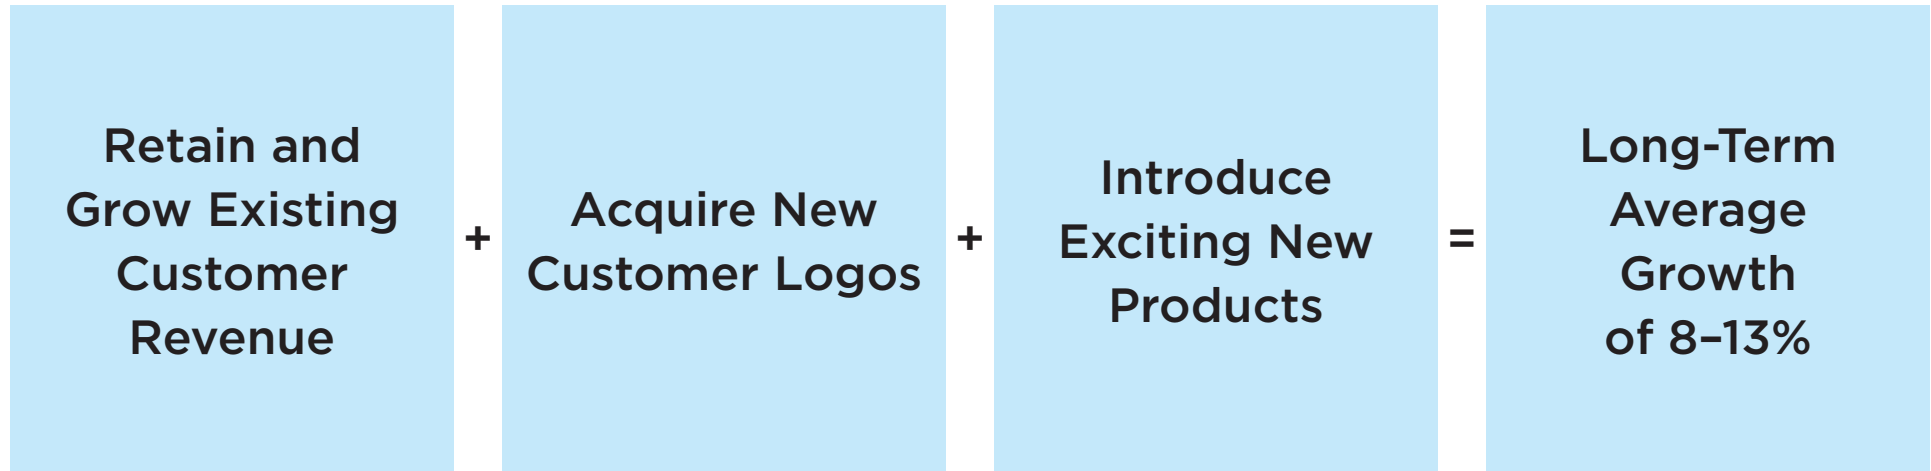 Retain and
Grow Existing
Customer
Revenue
+
Acquire New
Customer Logos
+
Introduce
Exciting New
Products
=
Long-Term
Average
Growth
of 8–13%